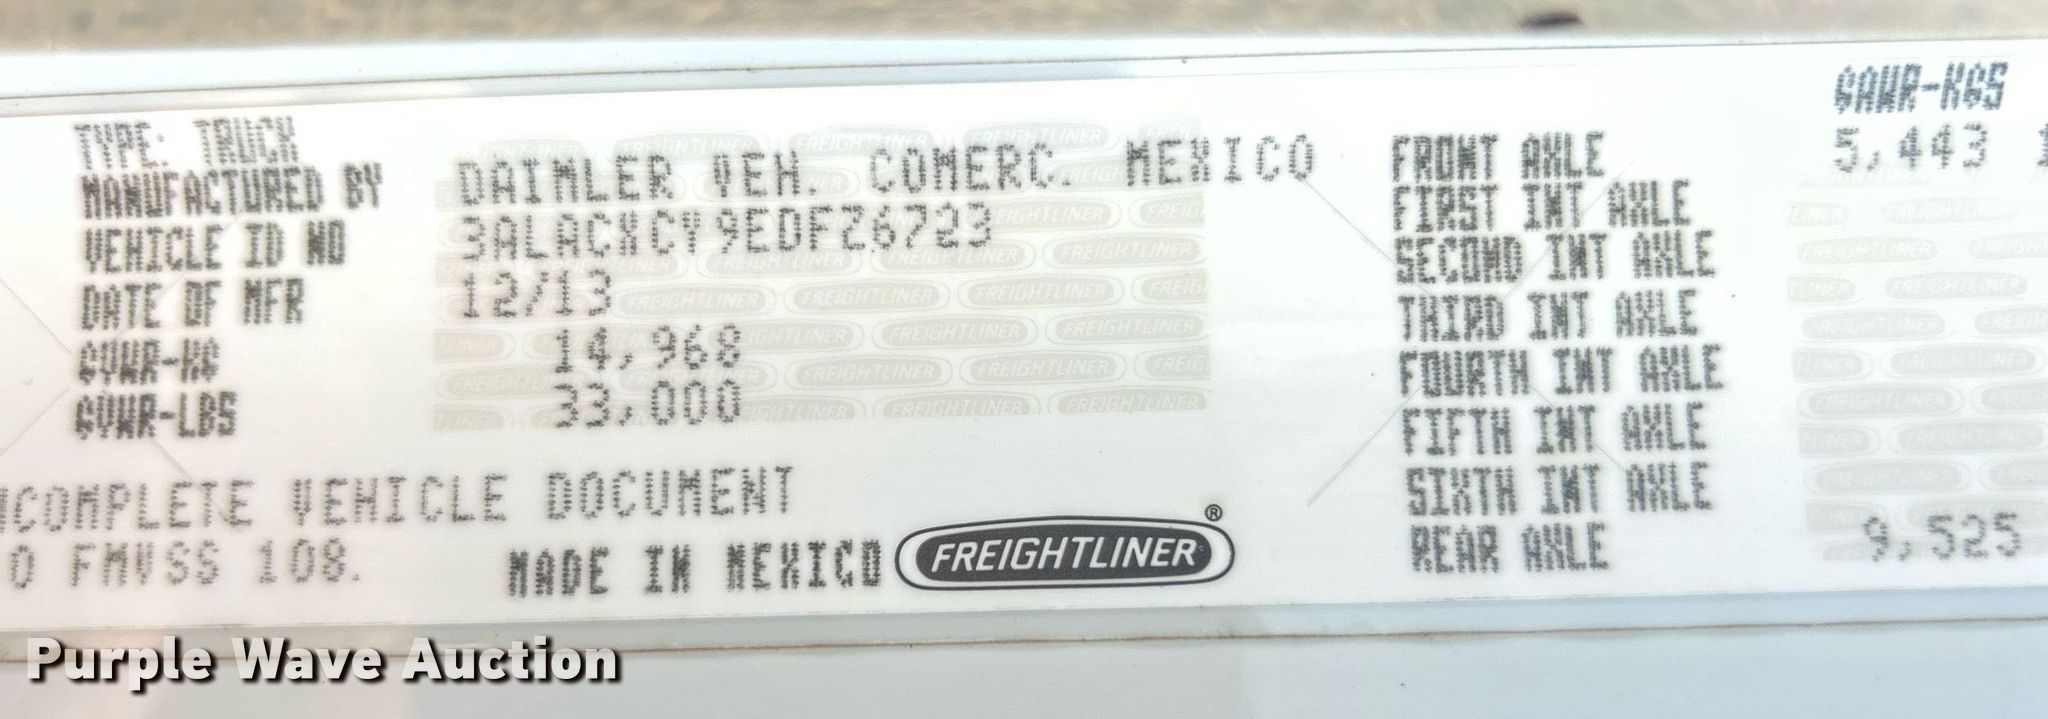 TYPE: TRUCK
MANUFACTURED BY DAIMLER VEH. COMERC. MEXICO
VEHICLE ID NO 3ALACXCY9EDFZ6723
DATE OF MFR 12/13
GVWR-KG 14,968
GVWR-LBS 33,000
NCOMPLETE VEHICLE DOCUMENT
O FMVSS 108.
MADE IN MEXICO
FREIGHTLINER®
GAWR-KGS
FRONT AXLE 5,443 1
FIRST INT AXLE
SECOND INT AXLE
THIRD INT AXLE
FOURTH INT AXLE
FIFTH INT AXLE
SIXTH INT AXLE
REAR AXLE 9,525
Purple Wave Auction